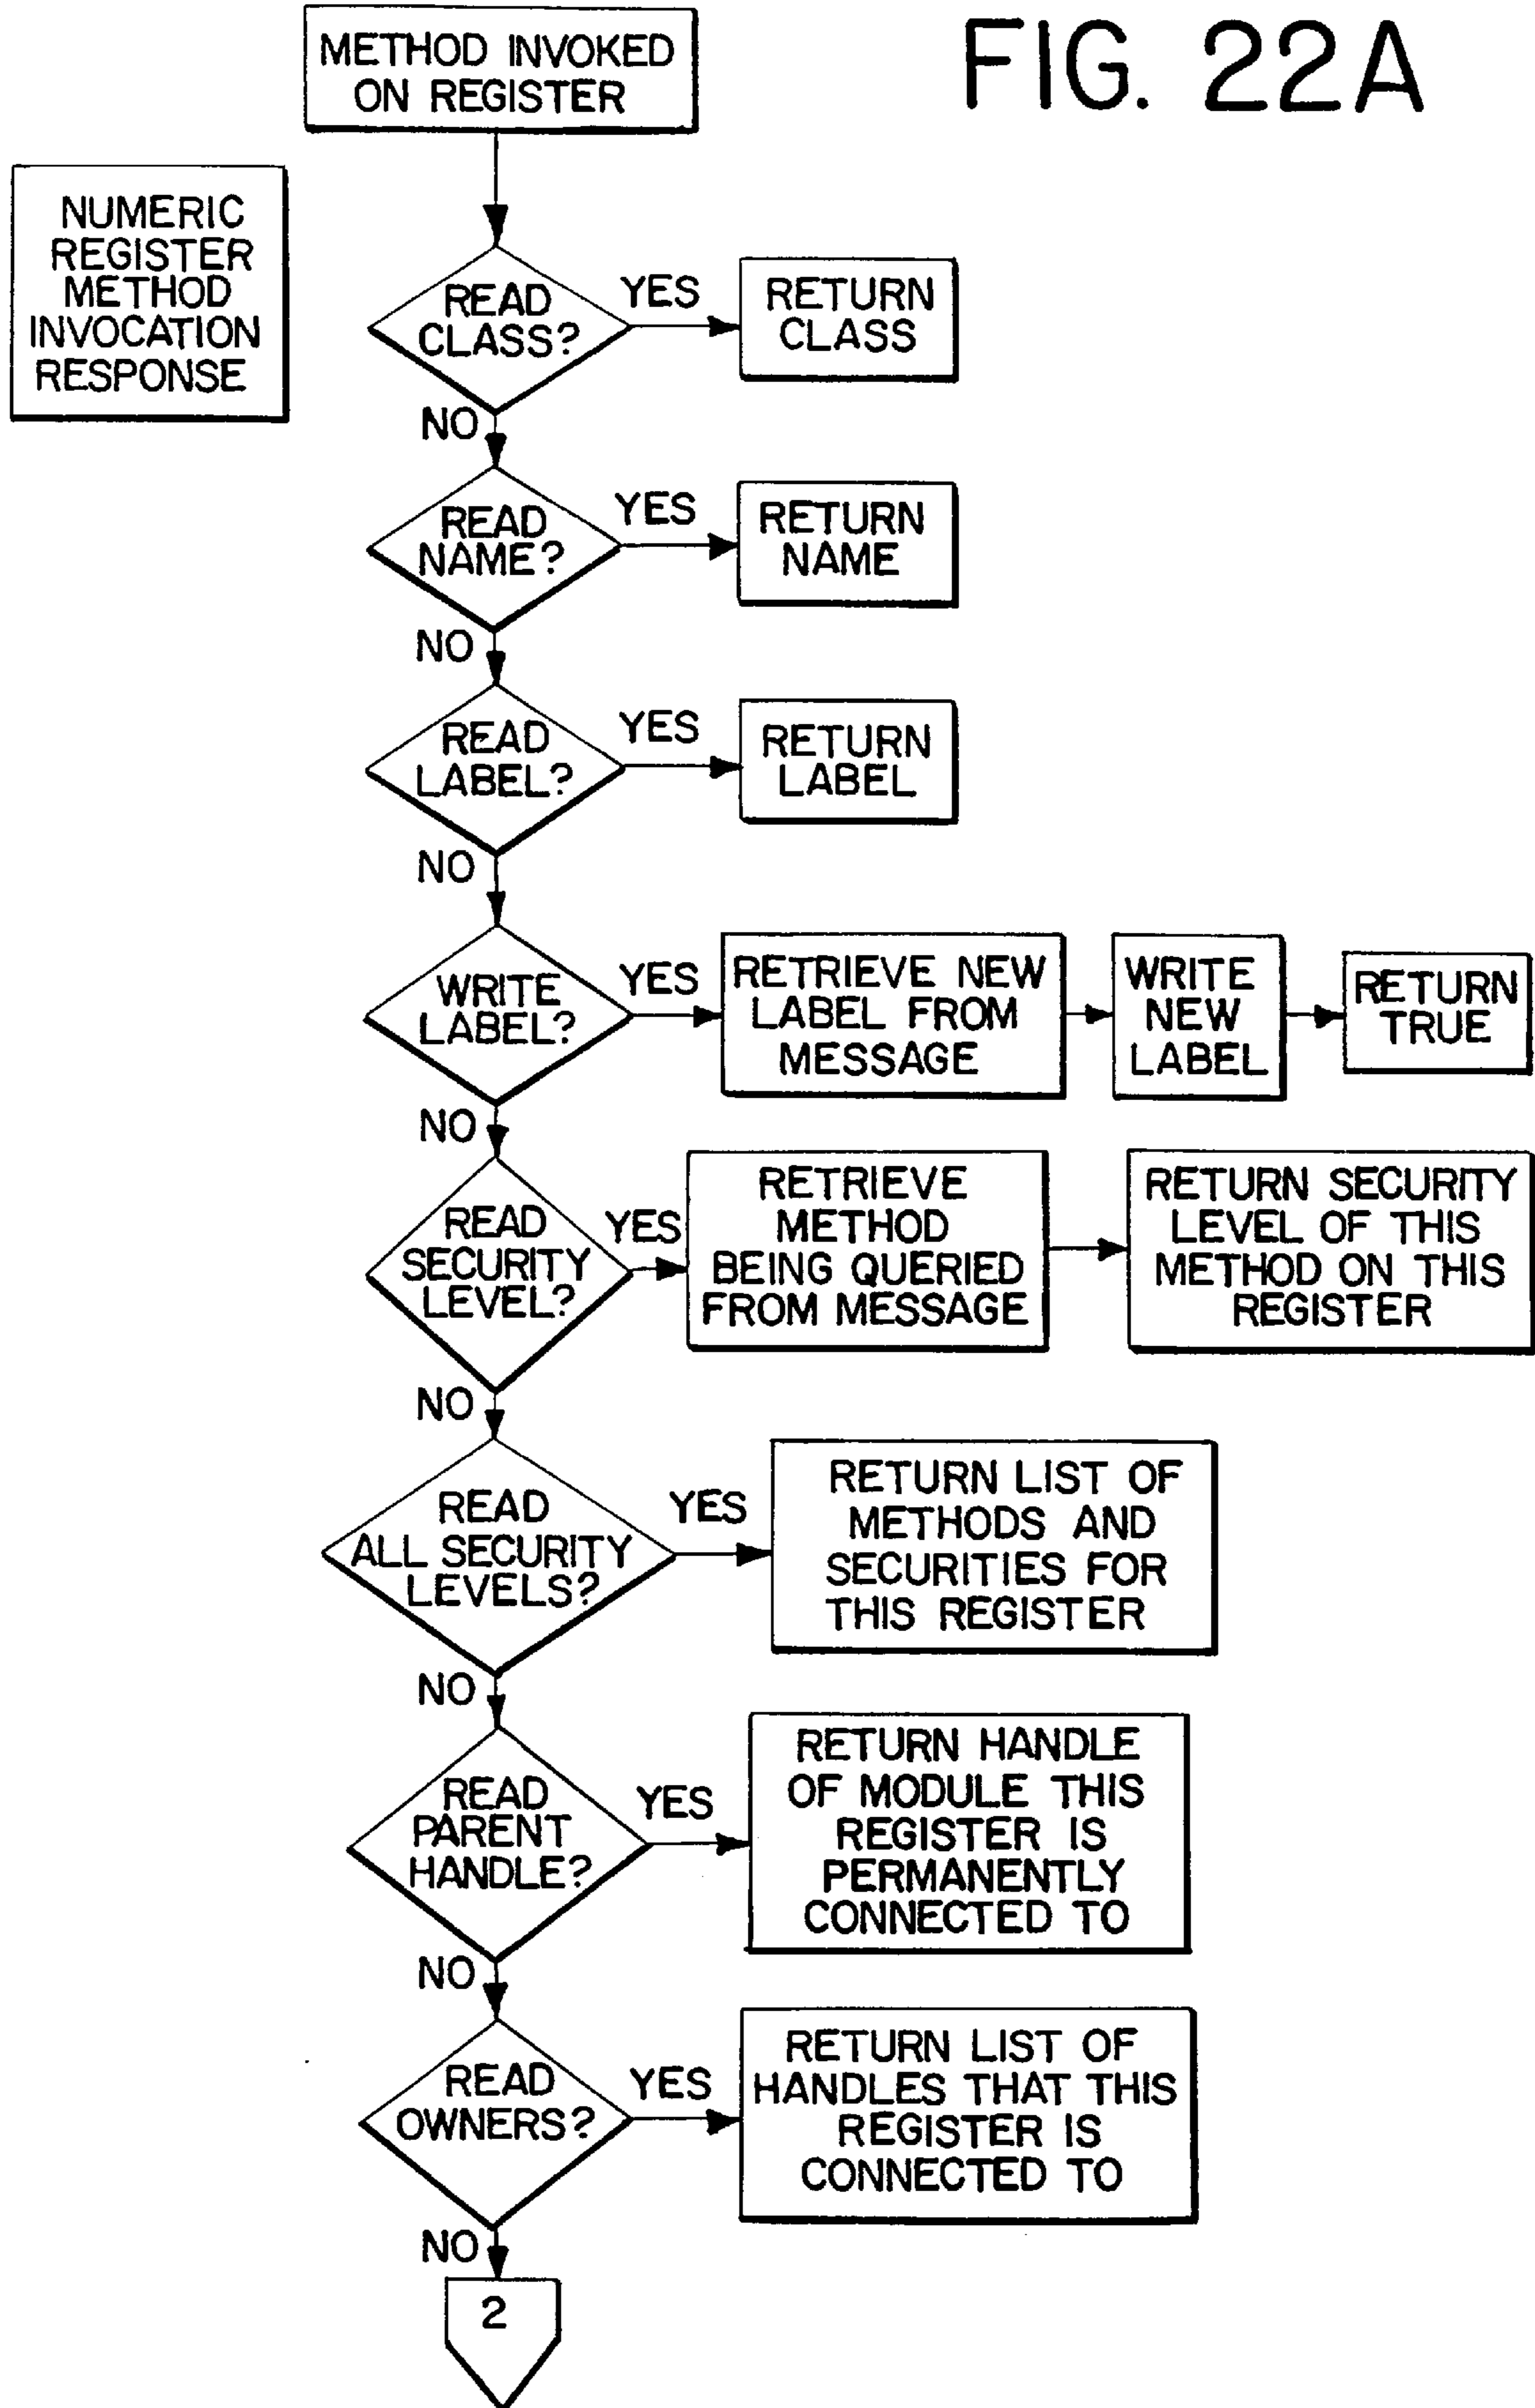 FIG. 22A
METHOD INVOKED
ON REGISTER
NUMERIC
REGISTER
METHOD
INVOCATION
RESPONSE
READ
CLASS?
YES
RETURN
CLASS
NO
READ
NAME?
YES
RETURN
NAME
NO
READ
LABEL?
YES
RETURN
LABEL
NO
WRITE
LABEL?
YES
RETRIEVE NEW
LABEL FROM
MESSAGE
WRITE
NEW
LABEL
RETURN
TRUE
NO
READ
SECURITY
LEVEL?
YES
RETRIEVE
METHOD
BEING QUERIED
FROM MESSAGE
RETURN SECURITY
LEVEL OF THIS
METHOD ON THIS
REGISTER
NO
READ
ALL SECURITY
LEVELS?
YES
RETURN LIST OF
METHODS AND
SECURITIES FOR
THIS REGISTER
NO
READ
PARENT
HANDLE?
YES
RETURN HANDLE
OF MODULE THIS
REGISTER IS
PERMANENTLY
CONNECTED TO
NO
READ
OWNERS?
YES
RETURN LIST OF
HANDLES THAT THIS
REGISTER IS
CONNECTED TO
NO
2